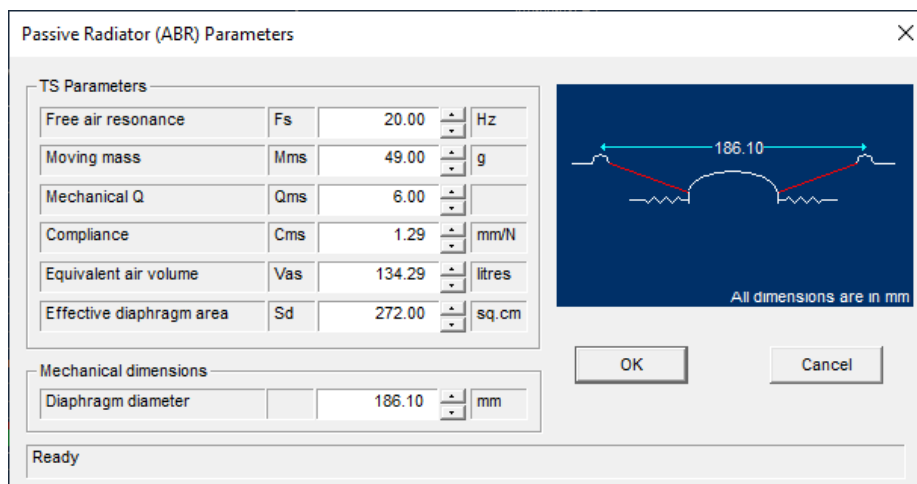 Passive Radiator (ABR) Parameters
TS Parameters
Free air resonance Fs 20.00 Hz
Moving mass Mms 49.00 g
Mechanical Q Qms 6.00
Compliance Cms 1.29 mm/N
Equivalent air volume Vas 134.29 litres
Effective diaphragm area Sd 272.00 sq.cm
186.10
All dimensions are in mm
OK Cancel
Mechanical dimensions
Diaphragm diameter 186.10 mm
Ready